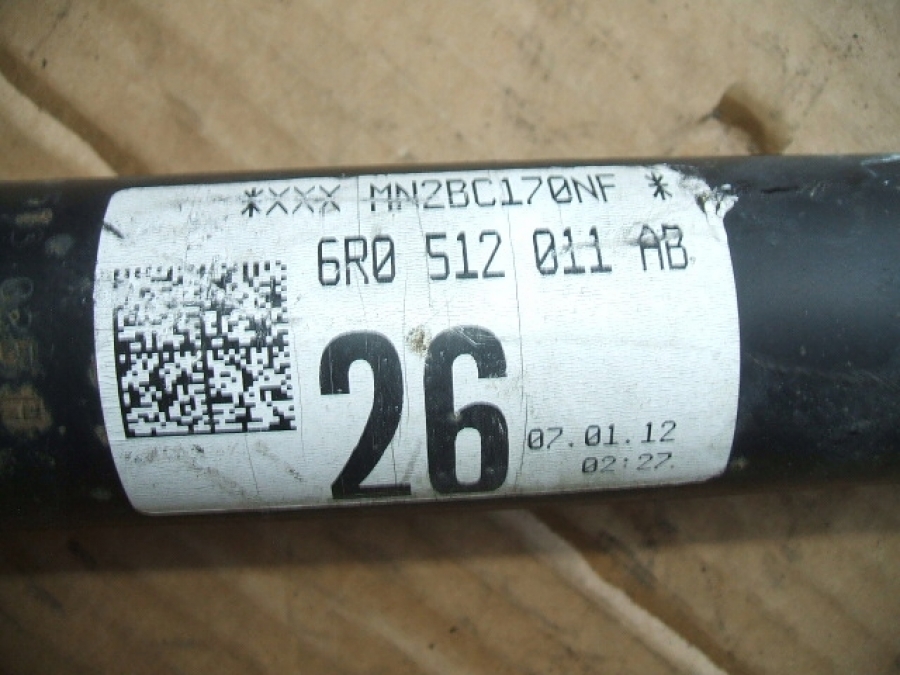 *XXX MN2BC170NF *
6R0 512 011 AB
26
07.01.12
02:27